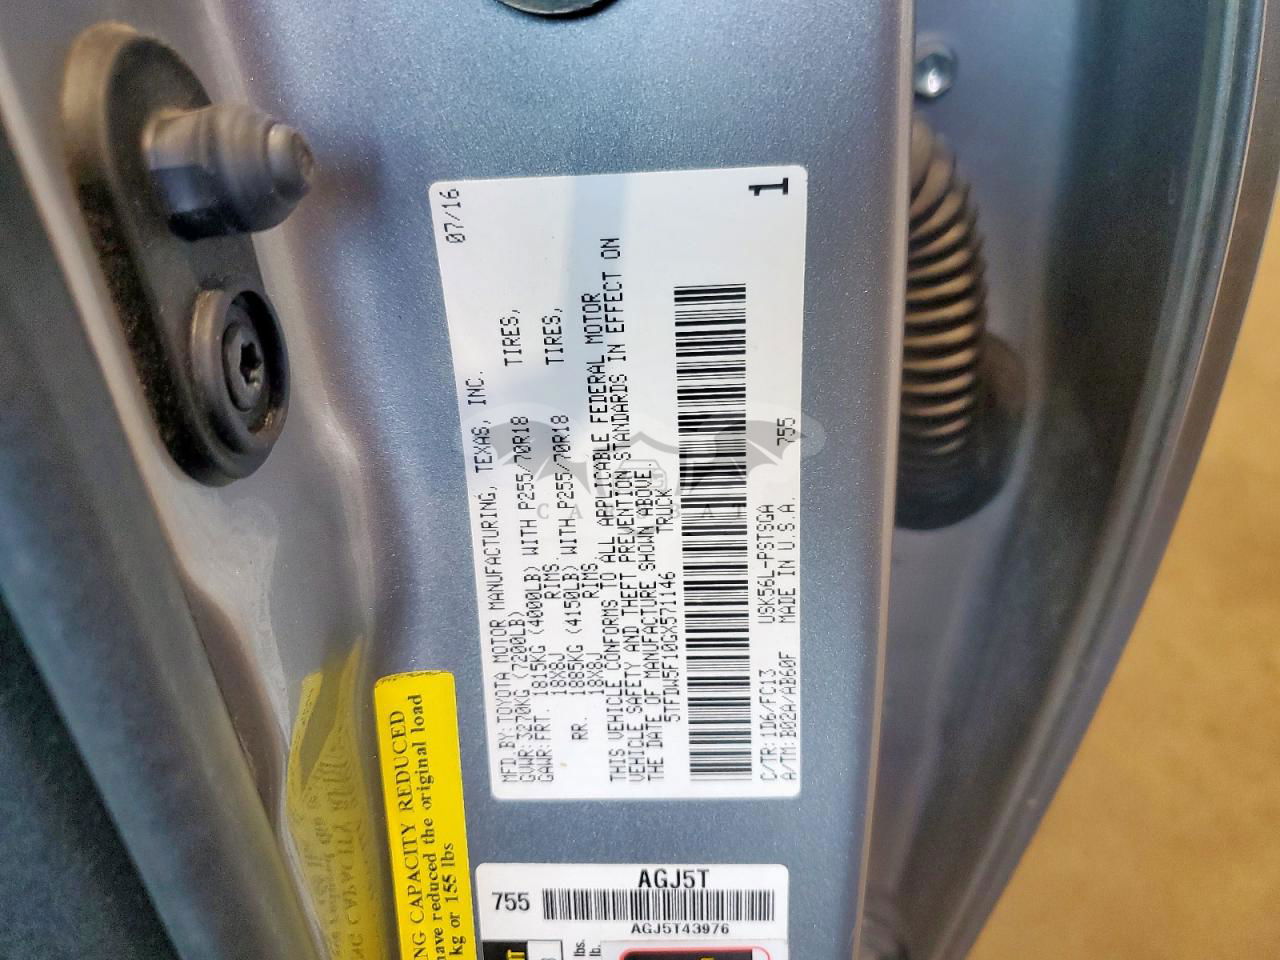 07/16
1
MFD.BY:TOYOTA MOTOR MANUFACTURING, TEXAS, INC.
GVWR:3270KG (7200LB)
GAWR:FRT. 1815KG (4000LB) WITH P255/70R18 TIRES,
18X8J RIMS
RR. 1885KG (4150LB) WITH P255/70R18 TIRES,
18X8J RIMS
THIS VEHICLE CONFORMS TO ALL APPLICABLE FEDERAL MOTOR
VEHICLE SAFETY AND THEFT PREVENTION STANDARDS IN EFFECT ON
THE DATE OF MANUFACTURE SHOWN ABOVE.
5TFDW5F10GX571146 TRUCK
C/TR:1D6/FC13 USK56L-PSTSGA 755
A/TM:B02A/AB60F MADE IN U.S.A.
CAR BAT
NG CAPACITY REDUCED
have reduced the original load
kg or 155 lbs
AGJ5T
755
AGJ5T43976
lbs.
lb.